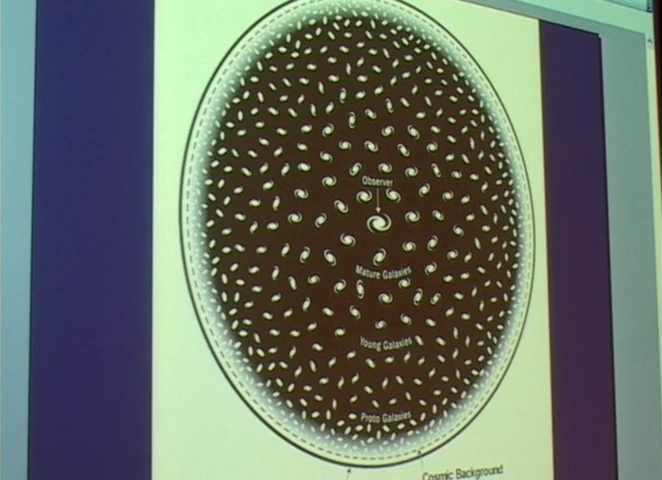 Observer
Mature Galaxies
Young Galaxies
Proto Galaxies
Cosmic Background